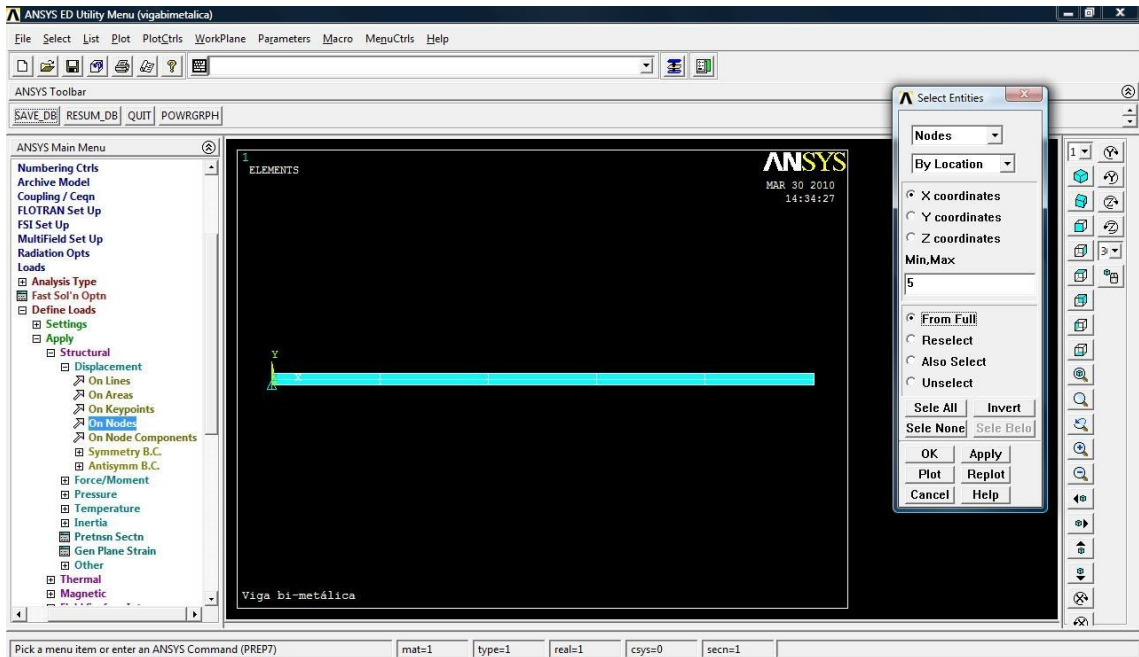 ANSYS ED Utility Menu (vigabimetalica)
File Select List Plot PlotCtrls WorkPlane Parameters Macro MenuCtrls Help
ANSYS Toolbar
SAVE_DB RESUM_DB QUIT POWRGRPH
ANSYS Main Menu
Numbering Ctrls
Archive Model
Coupling / Ceqn
FLOTRAN Set Up
FSI Set Up
MultiField Set Up
Radiation Opts
Loads
Analysis Type
Fast Sol'n Optn
Define Loads
Settings
Apply
Structural
Displacement
On Lines
On Areas
On Keypoints
On Nodes
On Node Components
Symmetry B.C.
Antisymm B.C.
Force/Moment
Pressure
Temperature
Inertia
Pretnsn Sectn
Gen Plane Strain
Other
Thermal
Magnetic
1
ELEMENTS
ANSYS
MAR 30 2010
14:34:27
Y
X
Viga bi-metálica
Select Entities
Nodes
By Location
X coordinates
Y coordinates
Z coordinates
Min,Max
5
From Full
Reselect
Also Select
Unselect
Sele All Invert
Sele None Sele Belo
OK Apply
Plot Replot
Cancel Help
1
Pick a menu item or enter an ANSYS Command (PREP7) mat=1 type=1 real=1 csys=0 secn=1